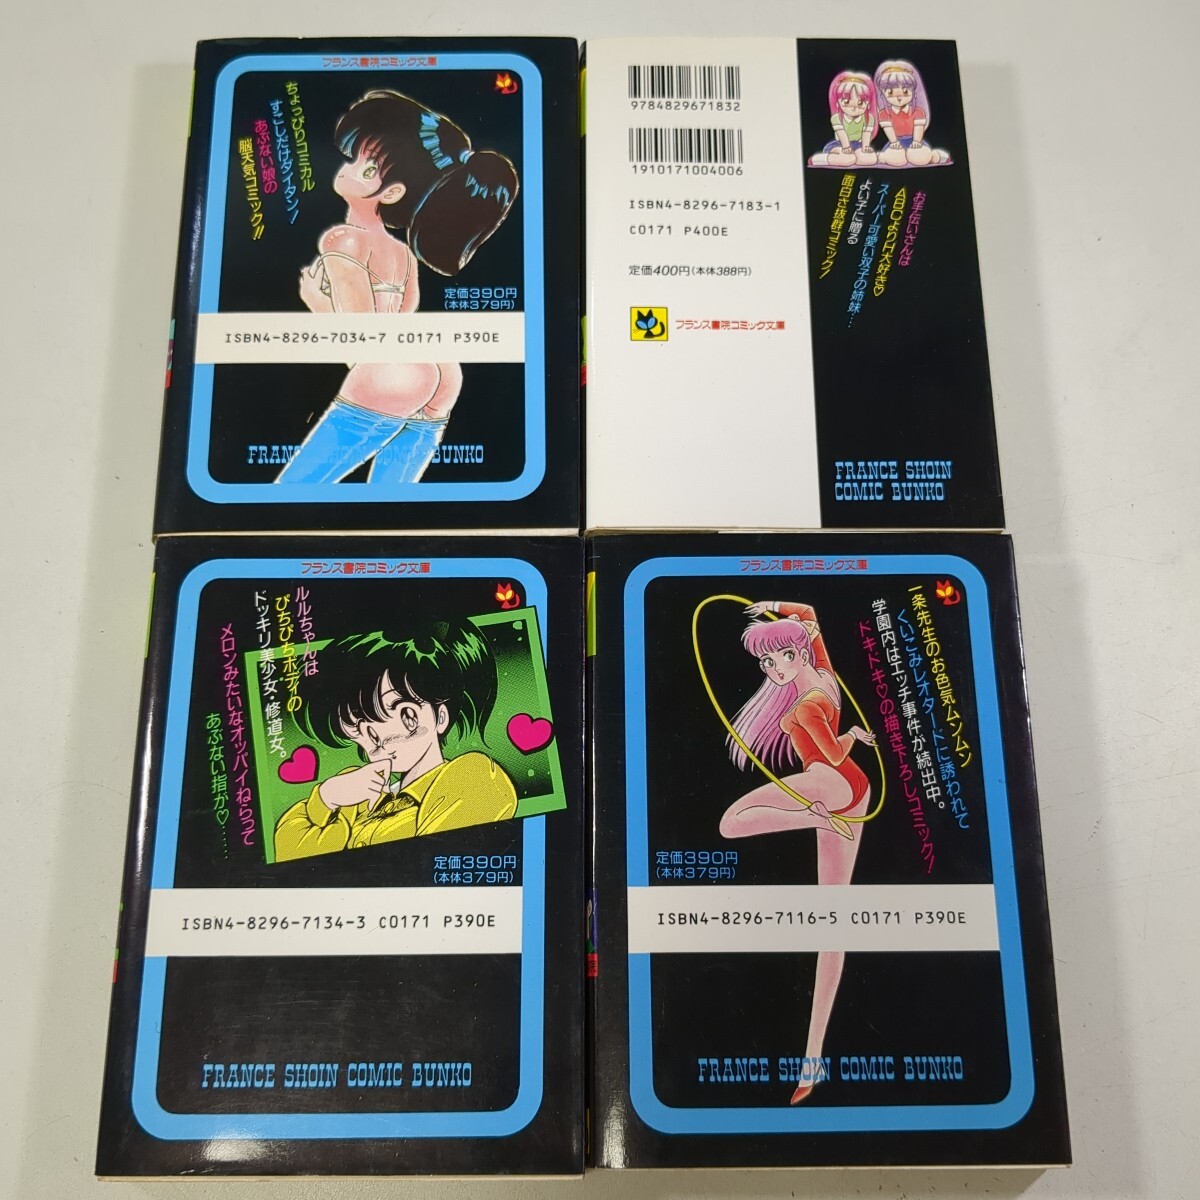 フランス書院コミック文庫
ちょっぴりコミカル
すこしだけダイタン!
あぶない娘の
脳天気コミック!!
定価390円
(本体379円)
ISBN4-8296-7034-7 C0171 P390E
FRANCE SHOIN COMIC BUNKO
9784829671832
1910171004006
ISBN4-8296-7183-1
C0171 P400E
定価400円(本体388円)
フランス書院コミック文庫
お手伝いさんは
ABCよりH大好き♡
スーパー可愛い双子の姉妹…
よい子に贈る
面白さ抜群コミック!
FRANCE SHOIN
COMIC BUNKO
フランス書院コミック文庫
ルルちゃんは
ぴちぴちボディの
ドッキリ美少女・修道女。
メロンみたいなオッパイねらって
あぶない指が♡……
定価390円
(本体379円)
ISBN4-8296-7134-3 C0171 P390E
FRANCE SHOIN COMIC BUNKO
フランス書院コミック文庫
一条先生のお色気ムンムン
くいこみレオタードに誘われて
学園内はエッチ事件が続出中。
ドキドキ♡の描き下ろしコミック!
定価390円
(本体379円)
ISBN4-8296-7116-5 C0171 P390E
FRANCE SHOIN COMIC BUNKO